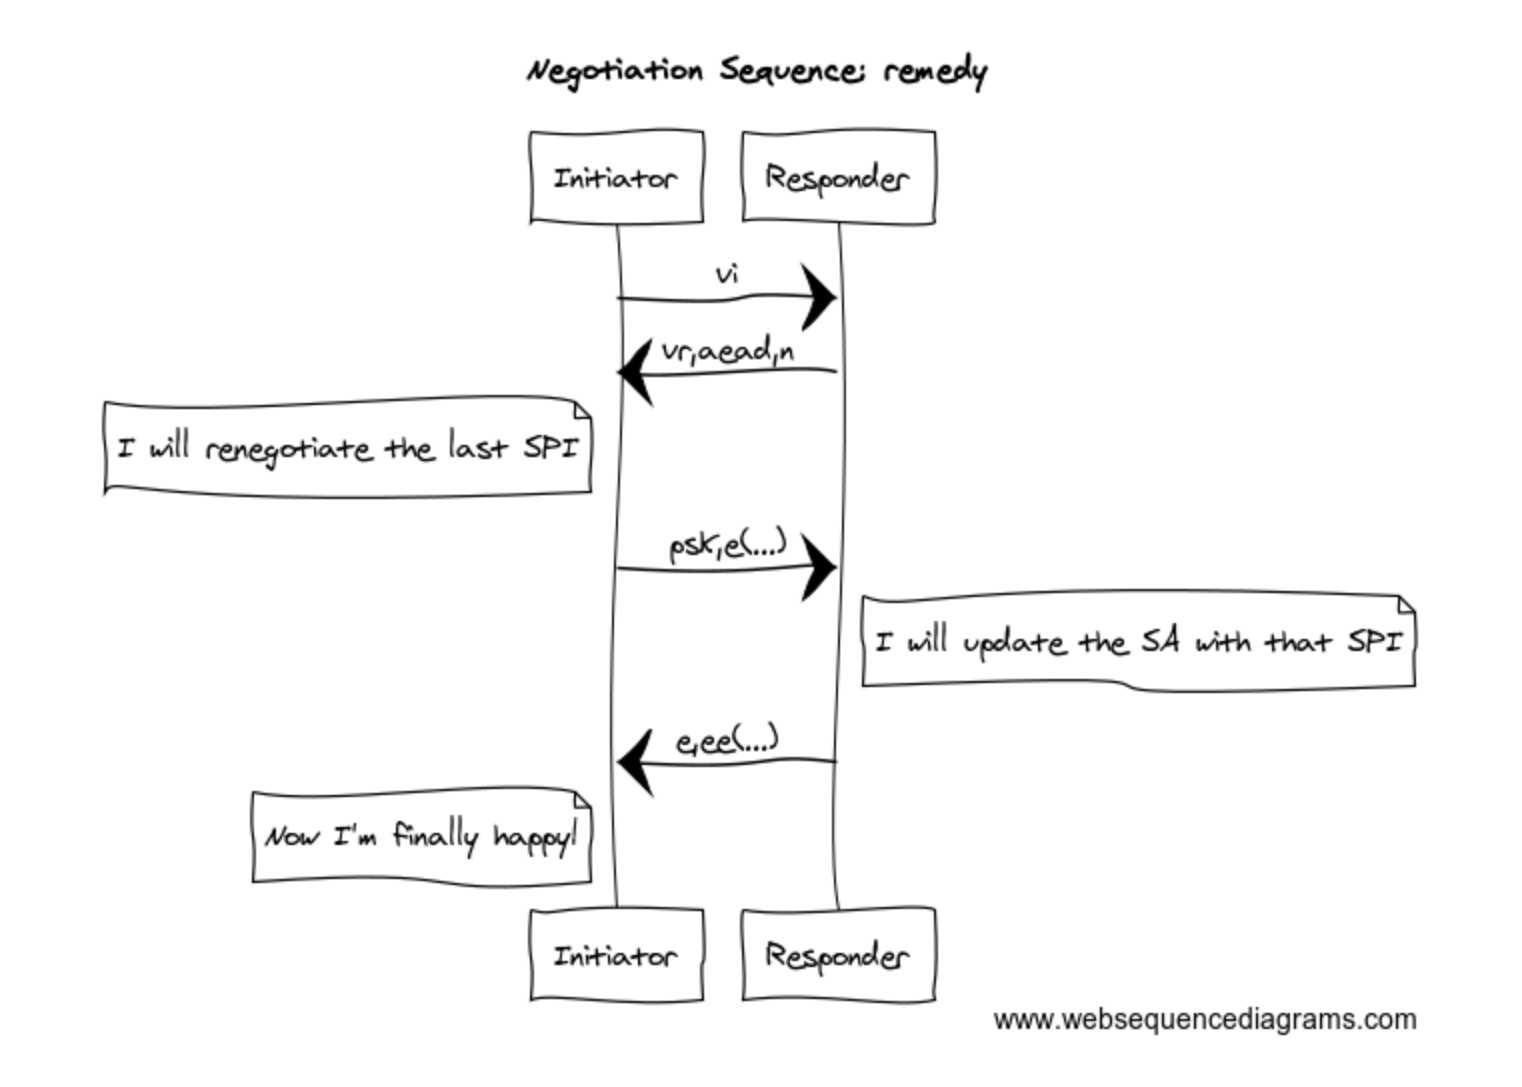 Negotiation Sequence: remedy
Initiator
Responder
vi
vr,aead,n
I will renegotiate the last SPI
psk,e(...)
I will update the SA with that SPI
e,ee(...)
Now I'm finally happy!
Initiator
Responder
www.websequencediagrams.com